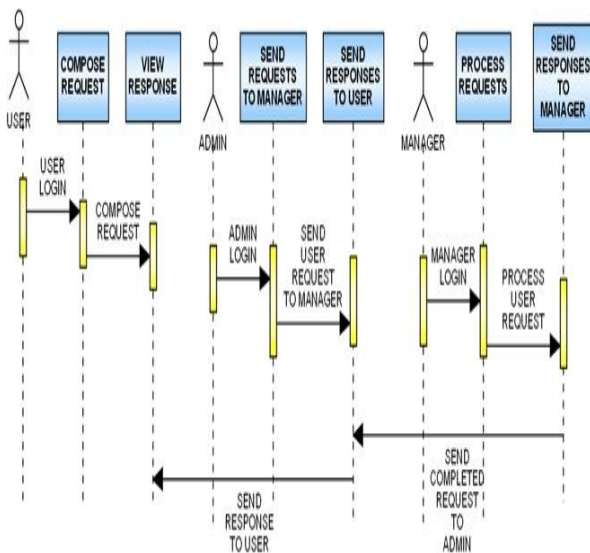 COMPOSE
REQUEST
VIEW
RESPONSE
SEND
REQUESTS
TO MANAGER
SEND
RESPONSES
TO USER
PROCESS
REQUESTS
SEND
RESPONSES
TO
MANAGER
USER
ADMIN
MANAGER
USER
LOGIN
COMPOSE
REQUEST
ADMIN
LOGIN
SEND
USER
REQUEST
TO MANAGER
MANAGER
LOGIN
PROCESS
USER
REQUEST
SEND
COMPLETED
REQUEST
TO
ADMIN
SEND
RESPONSE
TO USER